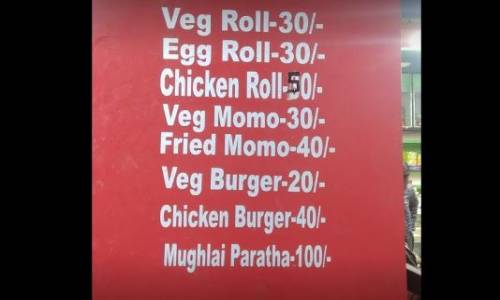 Veg Roll-30/-
Egg Roll-30/-
Chicken Roll-50/-
Veg Momo-30/-
Fried Momo-40/-
Veg Burger-20/-
Chicken Burger-40/-
Mughlai Paratha-100/-